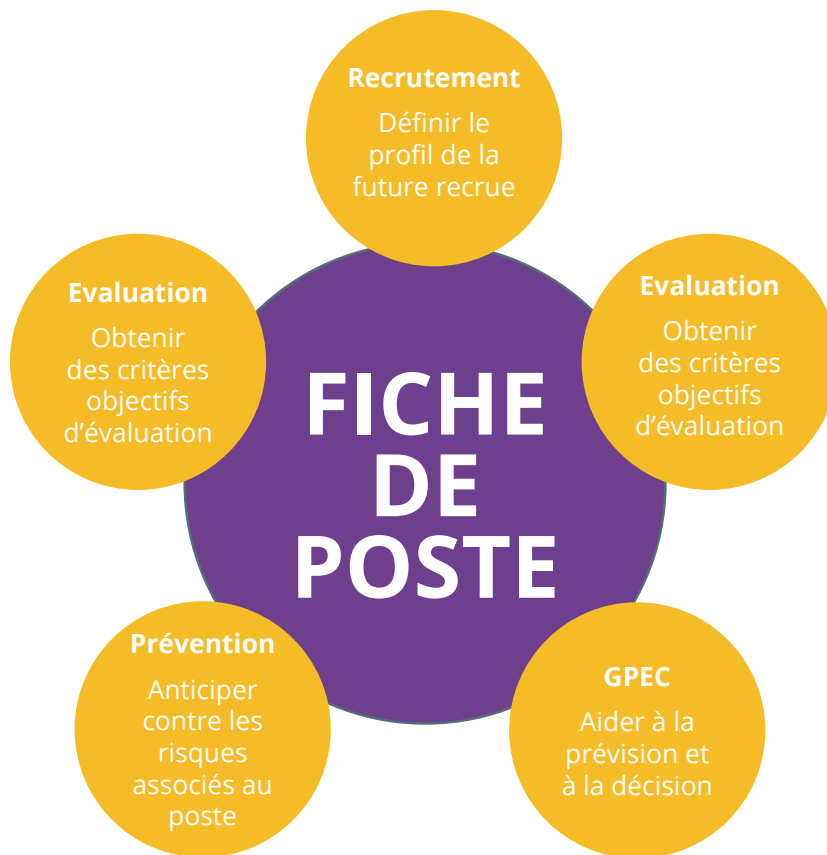 Recrutement
Définir le
profil de la
future recrue
Evaluation
Obtenir
des critères
objectifs
d’évaluation
Evaluation
Obtenir
des critères
objectifs
d’évaluation
FICHE
DE
POSTE
Prévention
Anticiper
contre les
risques
associés au
poste
GPEC
Aider à la
prévision et
à la décision